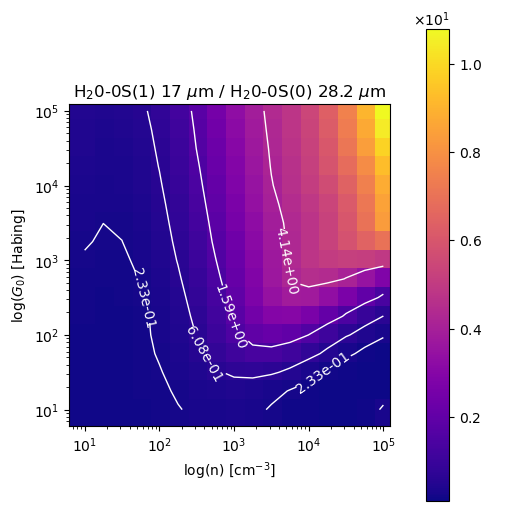 ×10¹
H₂0-0S(1) 17 μm / H₂0-0S(0) 28.2 μm
10⁵
10⁴
10³
10²
10¹
log(G₀) [Habing]
4.14e+00
2.33e-01
1.59e+00
6.08e-01
2.33e-01
10¹ 10² 10³ 10⁴ 10⁵
log(n) [cm⁻³]
1.0
0.8
0.6
0.4
0.2